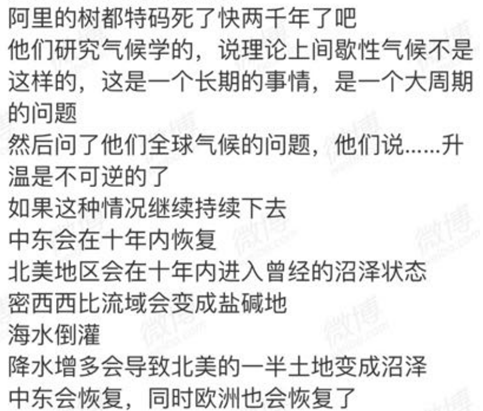 阿里的树都特码死了快两千年了吧
他们研究气候学的，说理论上间歇性气候不是
这样的，这是一个长期的事情，是一个大周期
的问题
然后问了他们全球气候的问题，他们说……升
温是不可逆的了
如果这种情况继续持续下去
中东会在十年内恢复
北美地区会在十年内进入曾经的沼泽状态
密西西比流域会变成盐碱地
海水倒灌
降水增多会导致北美的一半土地变成沼泽
中东会恢复，同时欧洲也会恢复了